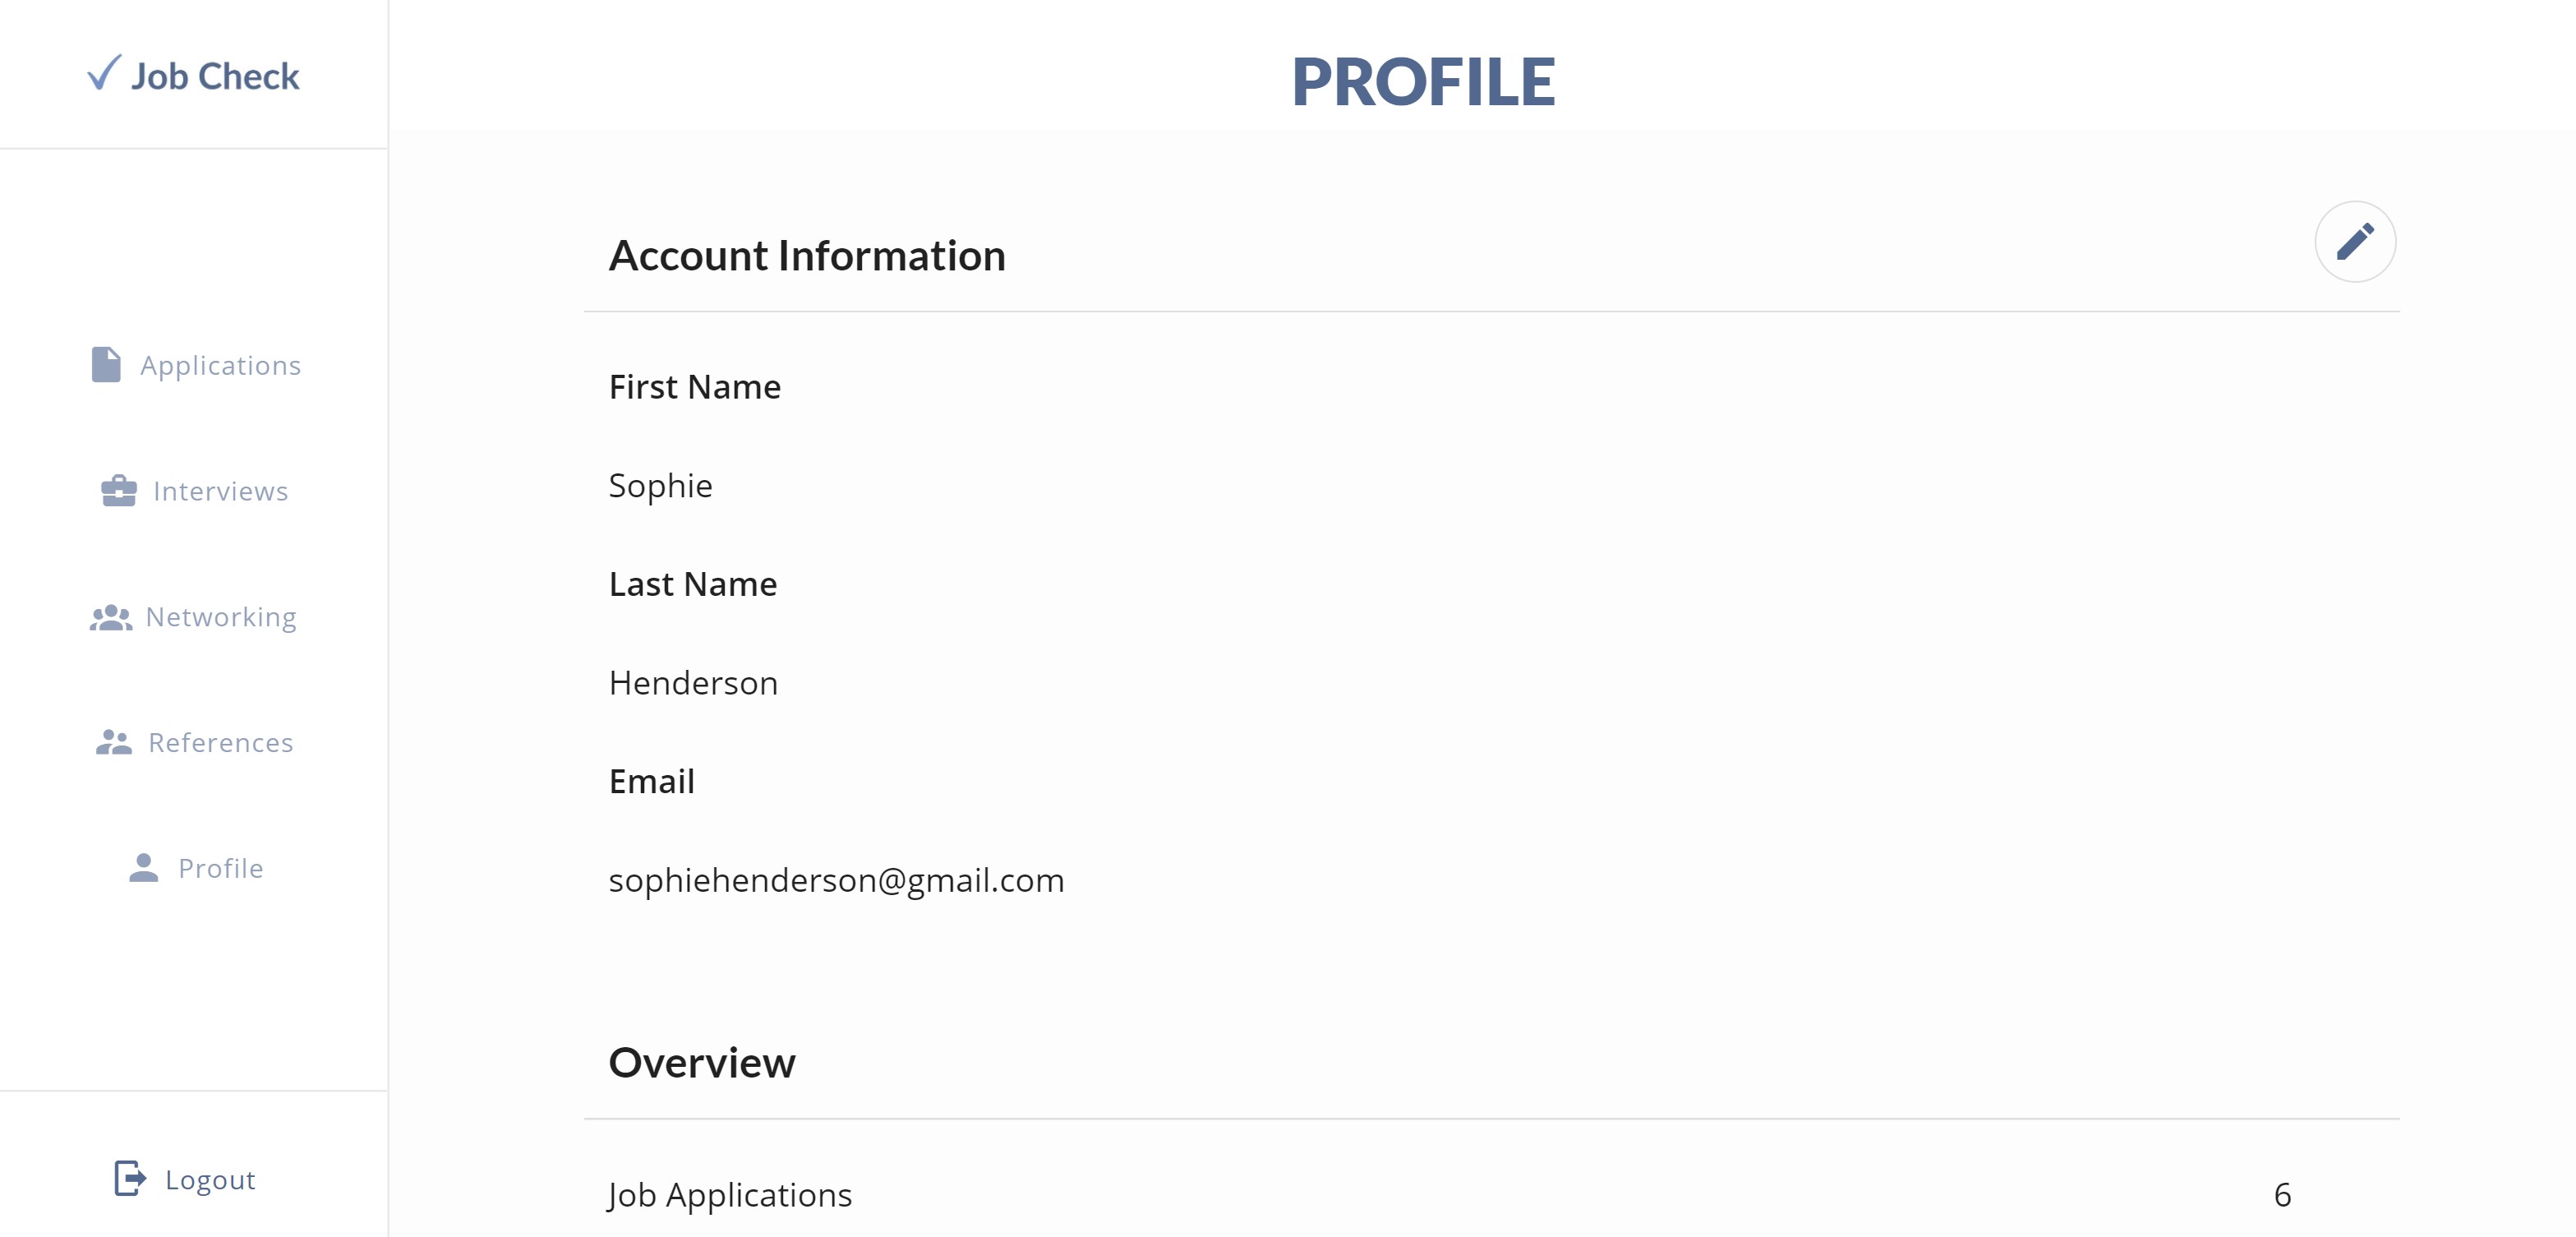 Job Check
PROFILE
Applications
Interviews
Networking
References
Profile
Logout
Account Information
First Name
Sophie
Last Name
Henderson
Email
sophiehenderson@gmail.com
Overview
Job Applications 6